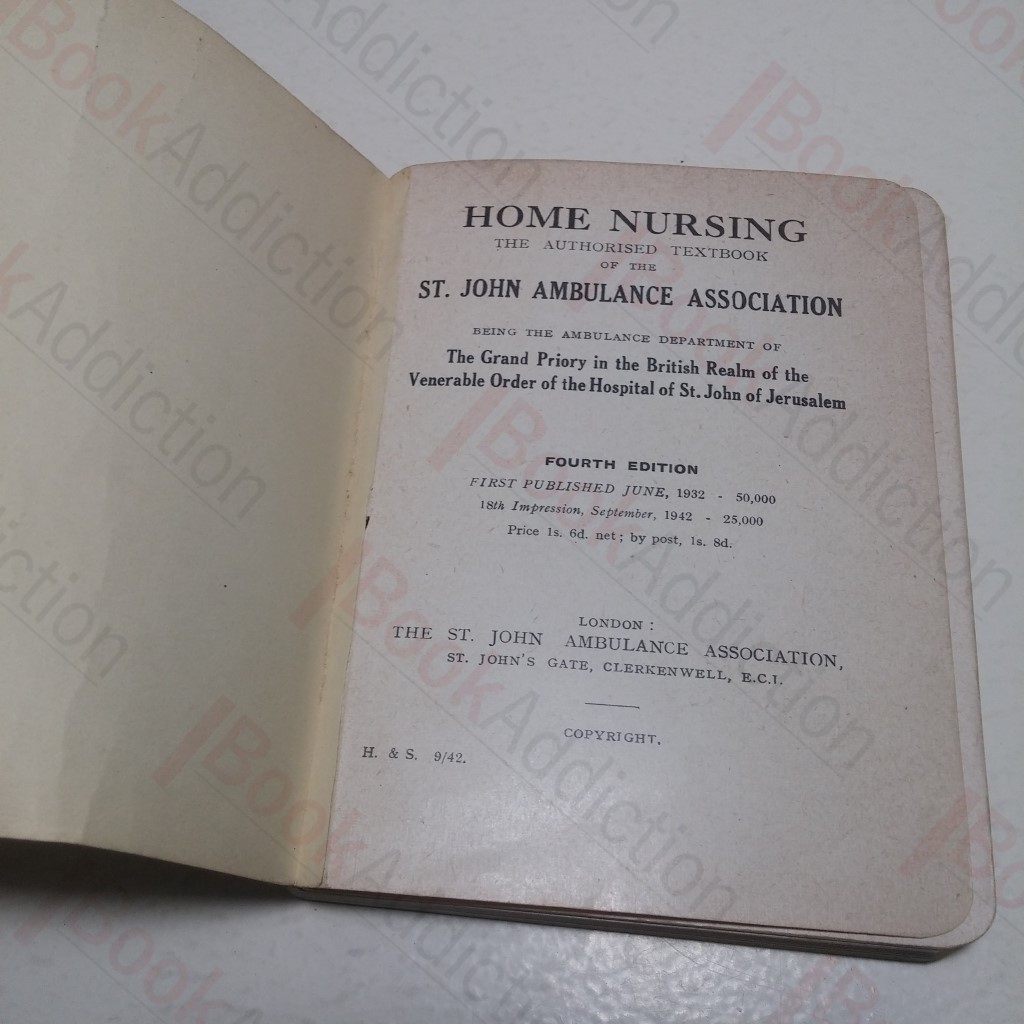 HOME NURSING
THE AUTHORISED TEXTBOOK
OF THE
ST. JOHN AMBULANCE ASSOCIATION
BEING THE AMBULANCE DEPARTMENT OF
The Grand Priory in the British Realm of the
Venerable Order of the Hospital of St. John of Jerusalem
FOURTH EDITION
FIRST PUBLISHED JUNE, 1932 - 50,000
18th Impression, September, 1942 - 25,000
Price 1s. 6d. net; by post, 1s. 8d.
LONDON:
THE ST. JOHN AMBULANCE ASSOCIATION,
ST. JOHN'S GATE, CLERKENWELL, E.C.1.
COPYRIGHT.
H. & S. 9/42.
BookAddiction